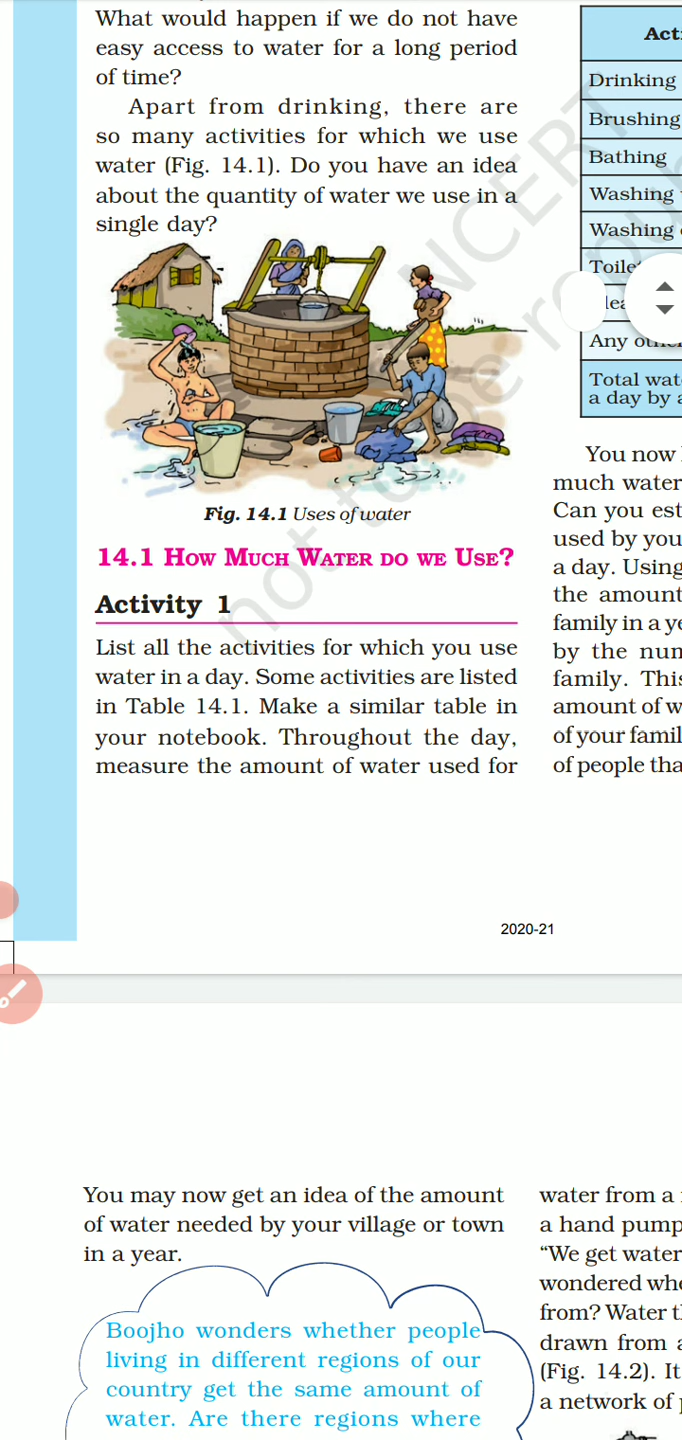 What would happen if we do not have
easy access to water for a long period
of time?
Apart from drinking, there are
so many activities for which we use
water (Fig. 14.1). Do you have an idea
about the quantity of water we use in a
single day?
Fig. 14.1 Uses of water
14.1 HOW MUCH WATER DO WE USE?
Activity 1
List all the activities for which you use
water in a day. Some activities are listed
in Table 14.1. Make a similar table in
your notebook. Throughout the day,
measure the amount of water used for
Drinking
Brushing
Bathing
Washing
Washing
Any
Total
a day by
You now
much water
Can you
used by you
a day. Using
the amount
family in a
by the
family.
amount of
of your
of people
not to be
NCERT
2020-21
You may now get an idea of the amount
of water needed by your village or town
in a year.
Boojho wonders whether people
living in different regions of our
country get the same amount of
water. Are there regions where
water from a
a hand pump
“We get water
wondered
from? Water
drawn from
(Fig. 14.2). It
a network of